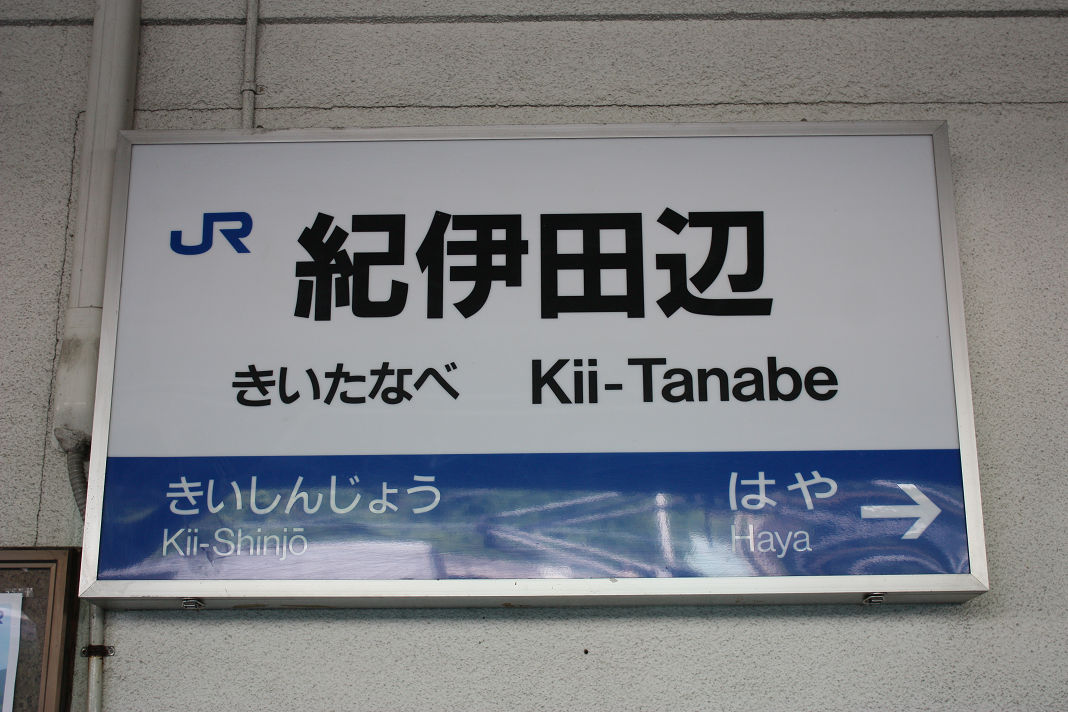 JR 紀伊田辺
きいたなべ Kii-Tanabe
きいしんじょう はや →
Kii-Shinjō Haya